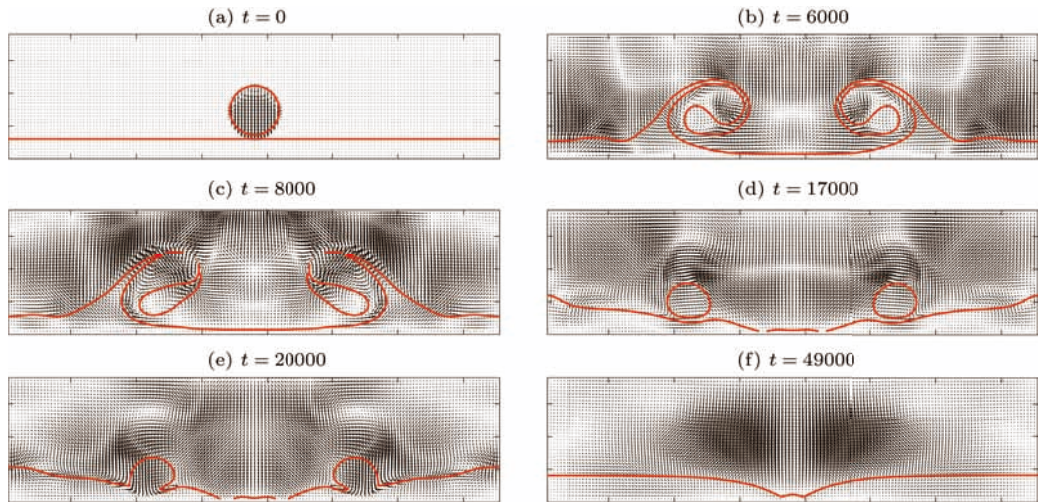 (a) t = 0
(b) t = 6000
(c) t = 8000
(d) t = 17000
(e) t = 20000
(f) t = 49000